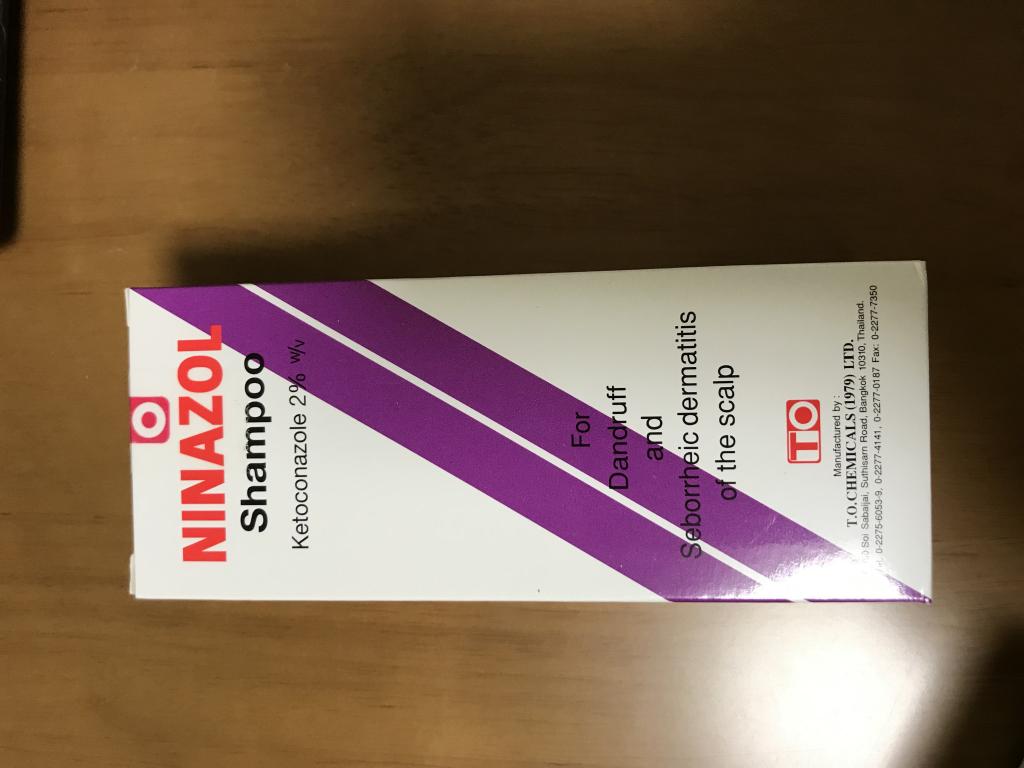 NINAZOL
Shampoo
Ketoconazole 2% w/v
For
Dandruff
and
Seborrheic dermatitis
of the scalp
TO
Manufactured by :
T.O.CHEMICALS (1979) LTD.
Soi Sabaijai, Suthisarn Road, Bangkok 10310, Thailand.
0-2275-6053-9, 0-2277-4141, 0-2277-0187 Fax: 0-2277-7350